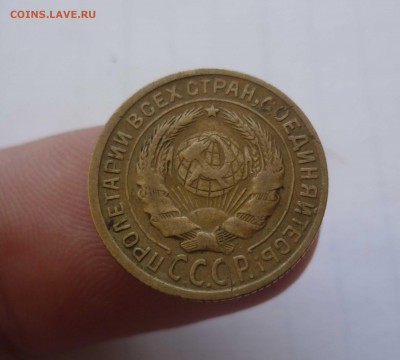 COINS.LAVE.RU
ПРОЛЕТАРИИ ВСЕХ СТРАН, СОЕДИНЯЙТЕСЬ!
С.С.С.Р.